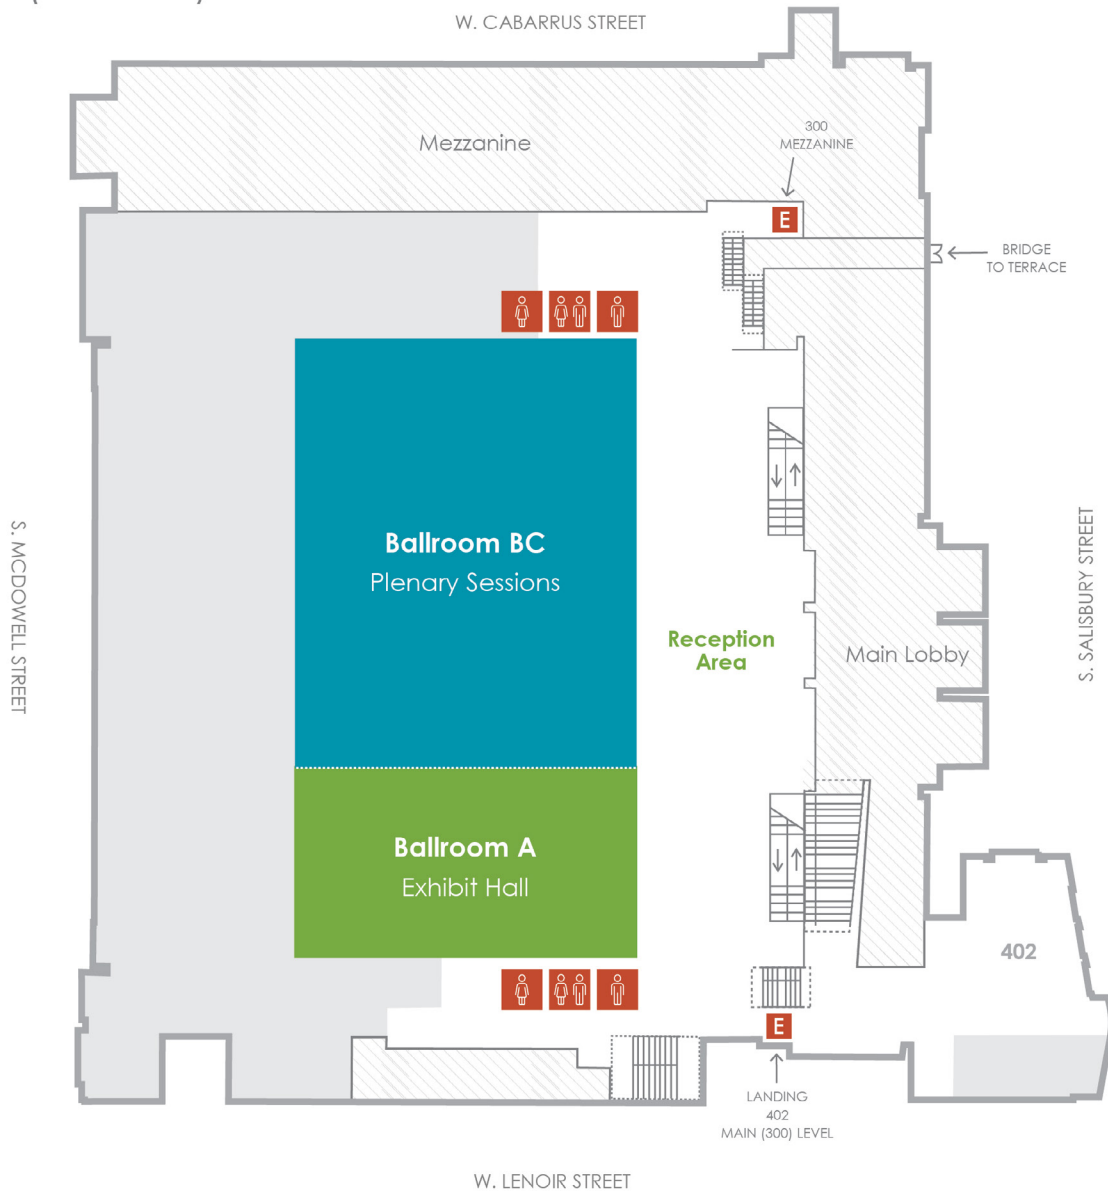 W. CABARRUS STREET
300
MEZZANINE
Mezzanine
E
BRIDGE
TO TERRACE
Ballroom BC
Plenary Sessions
S. MCDOWELL STREET
S. SALISBURY STREET
Reception
Area
Main Lobby
Ballroom A
Exhibit Hall
402
E
LANDING
402
MAIN (300) LEVEL
W. LENOIR STREET